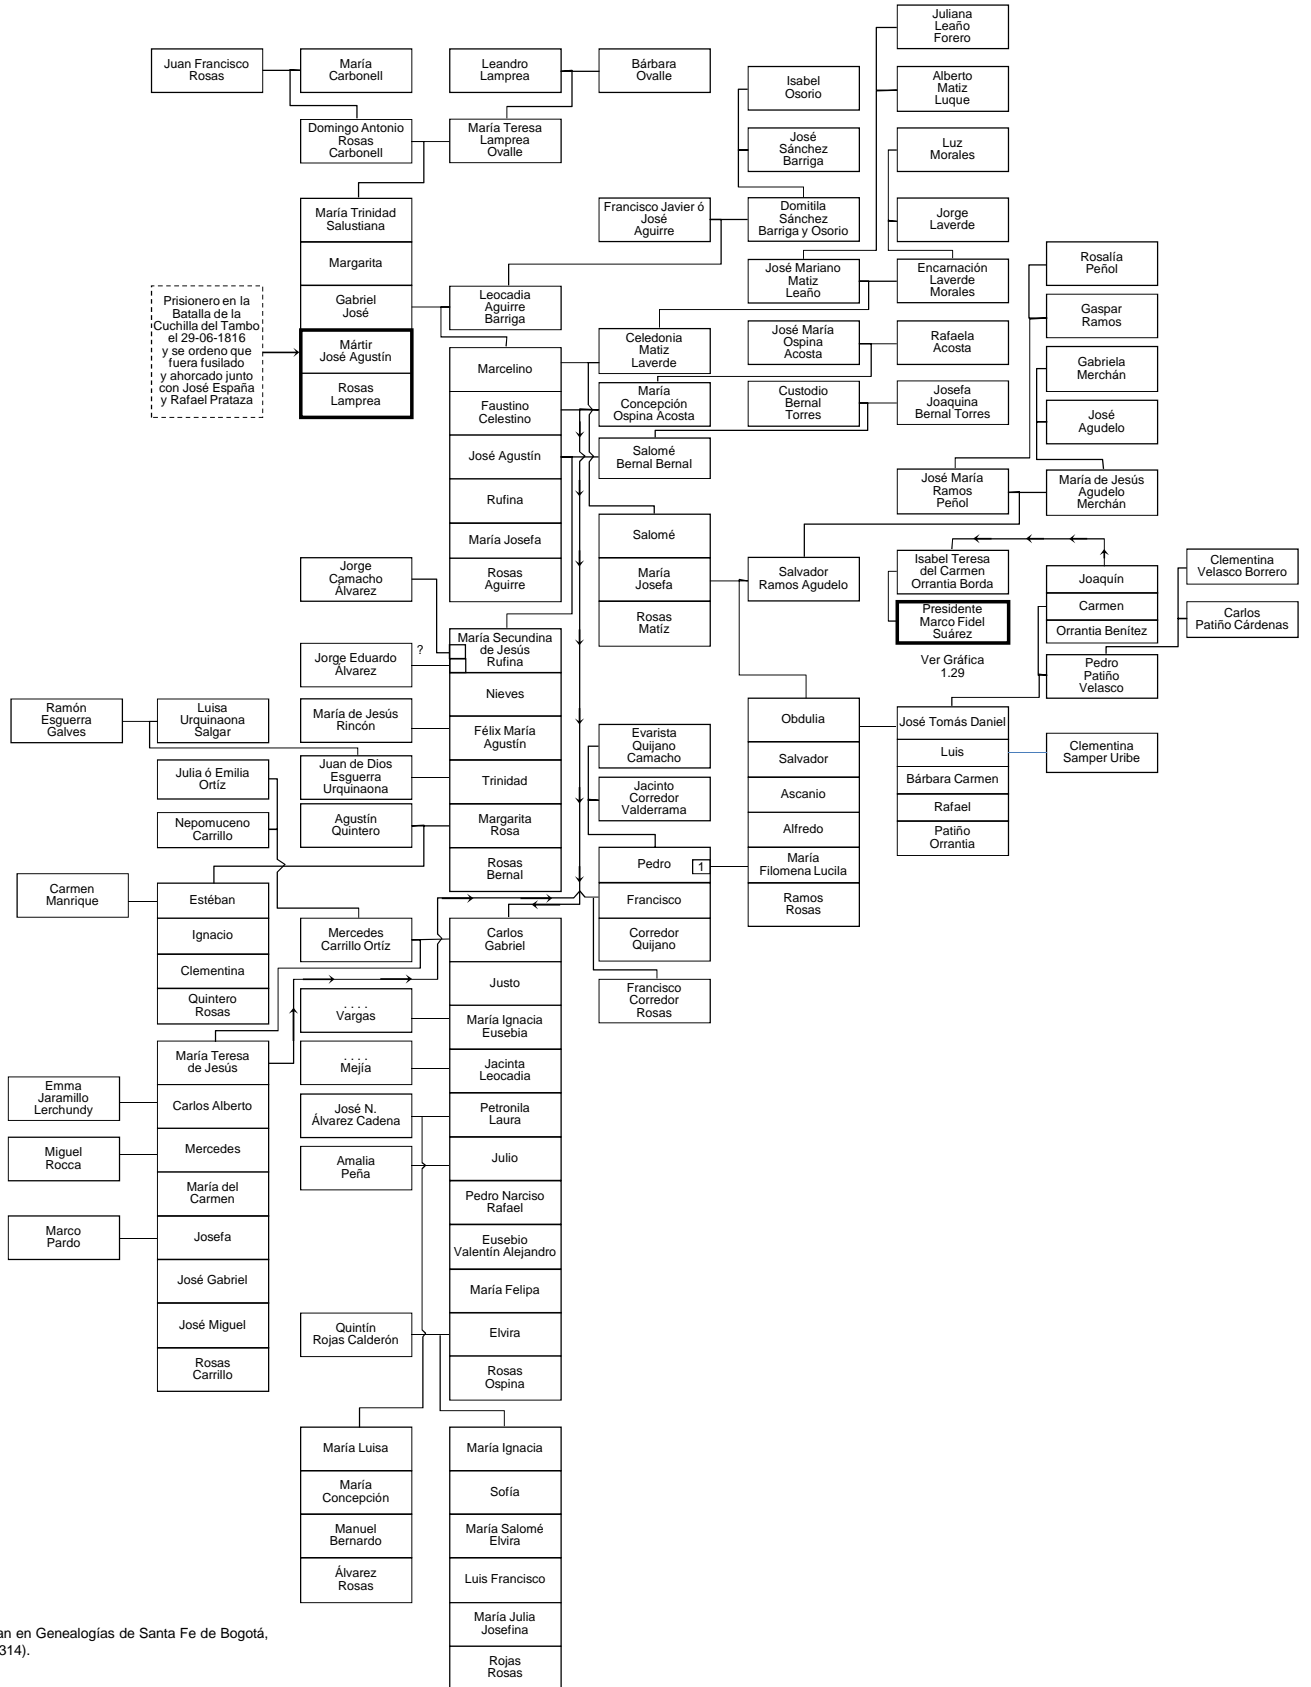 Juliana
Leaño
Forero
Juan Francisco
Rosas
María
Carbonell
Leandro
Lamprea
Bárbara
Ovalle
Isabel
Osorio
Alberto
Matiz
Luque
Domingo Antonio
Rosas
Carbonell
María Teresa
Lamprea
Ovalle
José
Sánchez
Barriga
Luz
Morales
María Trinidad
Salustiana
Margarita
Gabriel
José
Mártir
José Agustín
Rosas
Lamprea
Francisco Javier ó
José
Aguirre
Domitila
Sánchez
Barriga y Osorio
Jorge
Laverde
Prisionero en la
Batalla de la
Cuchilla del Tambo
el 29-06-1816
y se ordeno que
fuera fusilado
y ahorcado junto
con José España
y Rafael Prataza
Leocadia
Aguirre
Barriga
José Mariano
Matiz
Leaño
Encarnación
Laverde
Morales
Rosalía
Peñol
Gaspar
Ramos
Marcelino
Faustino
Celestino
José Agustín
Rufina
María Josefa
Rosas
Aguirre
Celedonia
Matiz
Laverde
José María
Ospina
Acosta
Rafaela
Acosta
Gabriela
Merchán
María
Concepción
Ospina Acosta
Custodio
Bernal
Torres
Josefa
Joaquina
Bernal Torres
José
Agudelo
Salomé
Bernal Bernal
José María
Ramos
Peñol
María de Jesús
Agudelo
Merchán
Salomé
María
Josefa
Rosas
Matíz
Jorge
Camacho
Álvarez
Salvador
Ramos Agudelo
Isabel Teresa
del Carmen
Orrantia Borda
Presidente
Marco Fidel
Suárez
Ver Gráfica
1.29
Joaquín
Carmen
Orrantia Benítez
Clementina
Velasco Borrero
Carlos
Patiño Cárdenas
Pedro
Patiño
Velasco
Jorge Eduardo
Álvarez
?
María Secundina
de Jesús
Rufina
Nieves
Félix María
Agustín
Trinidad
Margarita
Rosa
Rosas
Bernal
Ramón
Esguerra
Galves
Luisa
Urquinaona
Salgar
María de Jesús
Rincón
Juan de Dios
Esguerra
Urquinaona
Agustín
Quintero
Julia ó Emilia
Ortíz
Nepomuceno
Carrillo
Evarista
Quijano
Camacho
Jacinto
Corredor
Valderrama
Obdulia
Salvador
Ascanio
Alfredo
María
Filomena Lucila
Ramos
Rosas
José Tomás Daniel
Luis
Bárbara Carmen
Rafael
Patiño
Orrantia
Clementina
Samper Uribe
Pedro
1
Francisco
Corredor
Quijano
Francisco
Corredor
Rosas
Carmen
Manrique
Estéban
Ignacio
Clementina
Quintero
Rosas
Mercedes
Carrillo Ortíz
. . . .
Vargas
. . . .
Mejía
José N.
Álvarez Cadena
Amalia
Peña
Quintín
Rojas Calderón
Carlos
Gabriel
Justo
María Ignacia
Eusebia
Jacinta
Leocadia
Petronila
Laura
Julio
Pedro Narciso
Rafael
Eusebio
Valentín Alejandro
María Felipa
Elvira
Rosas
Ospina
Emma
Jaramillo
Lerchundy
Miguel
Rocca
Marco
Pardo
María Teresa
de Jesús
Carlos Alberto
Mercedes
María del
Carmen
Josefa
José Gabriel
José Miguel
Rosas
Carrillo
María Luisa
María
Concepción
Manuel
Bernardo
Álvarez
Rosas
María Ignacia
Sofía
María Salomé
Elvira
Luis Francisco
María Julia
Josefina
Rojas
Rosas
an en Genealogías de Santa Fe de Bogotá,
314).